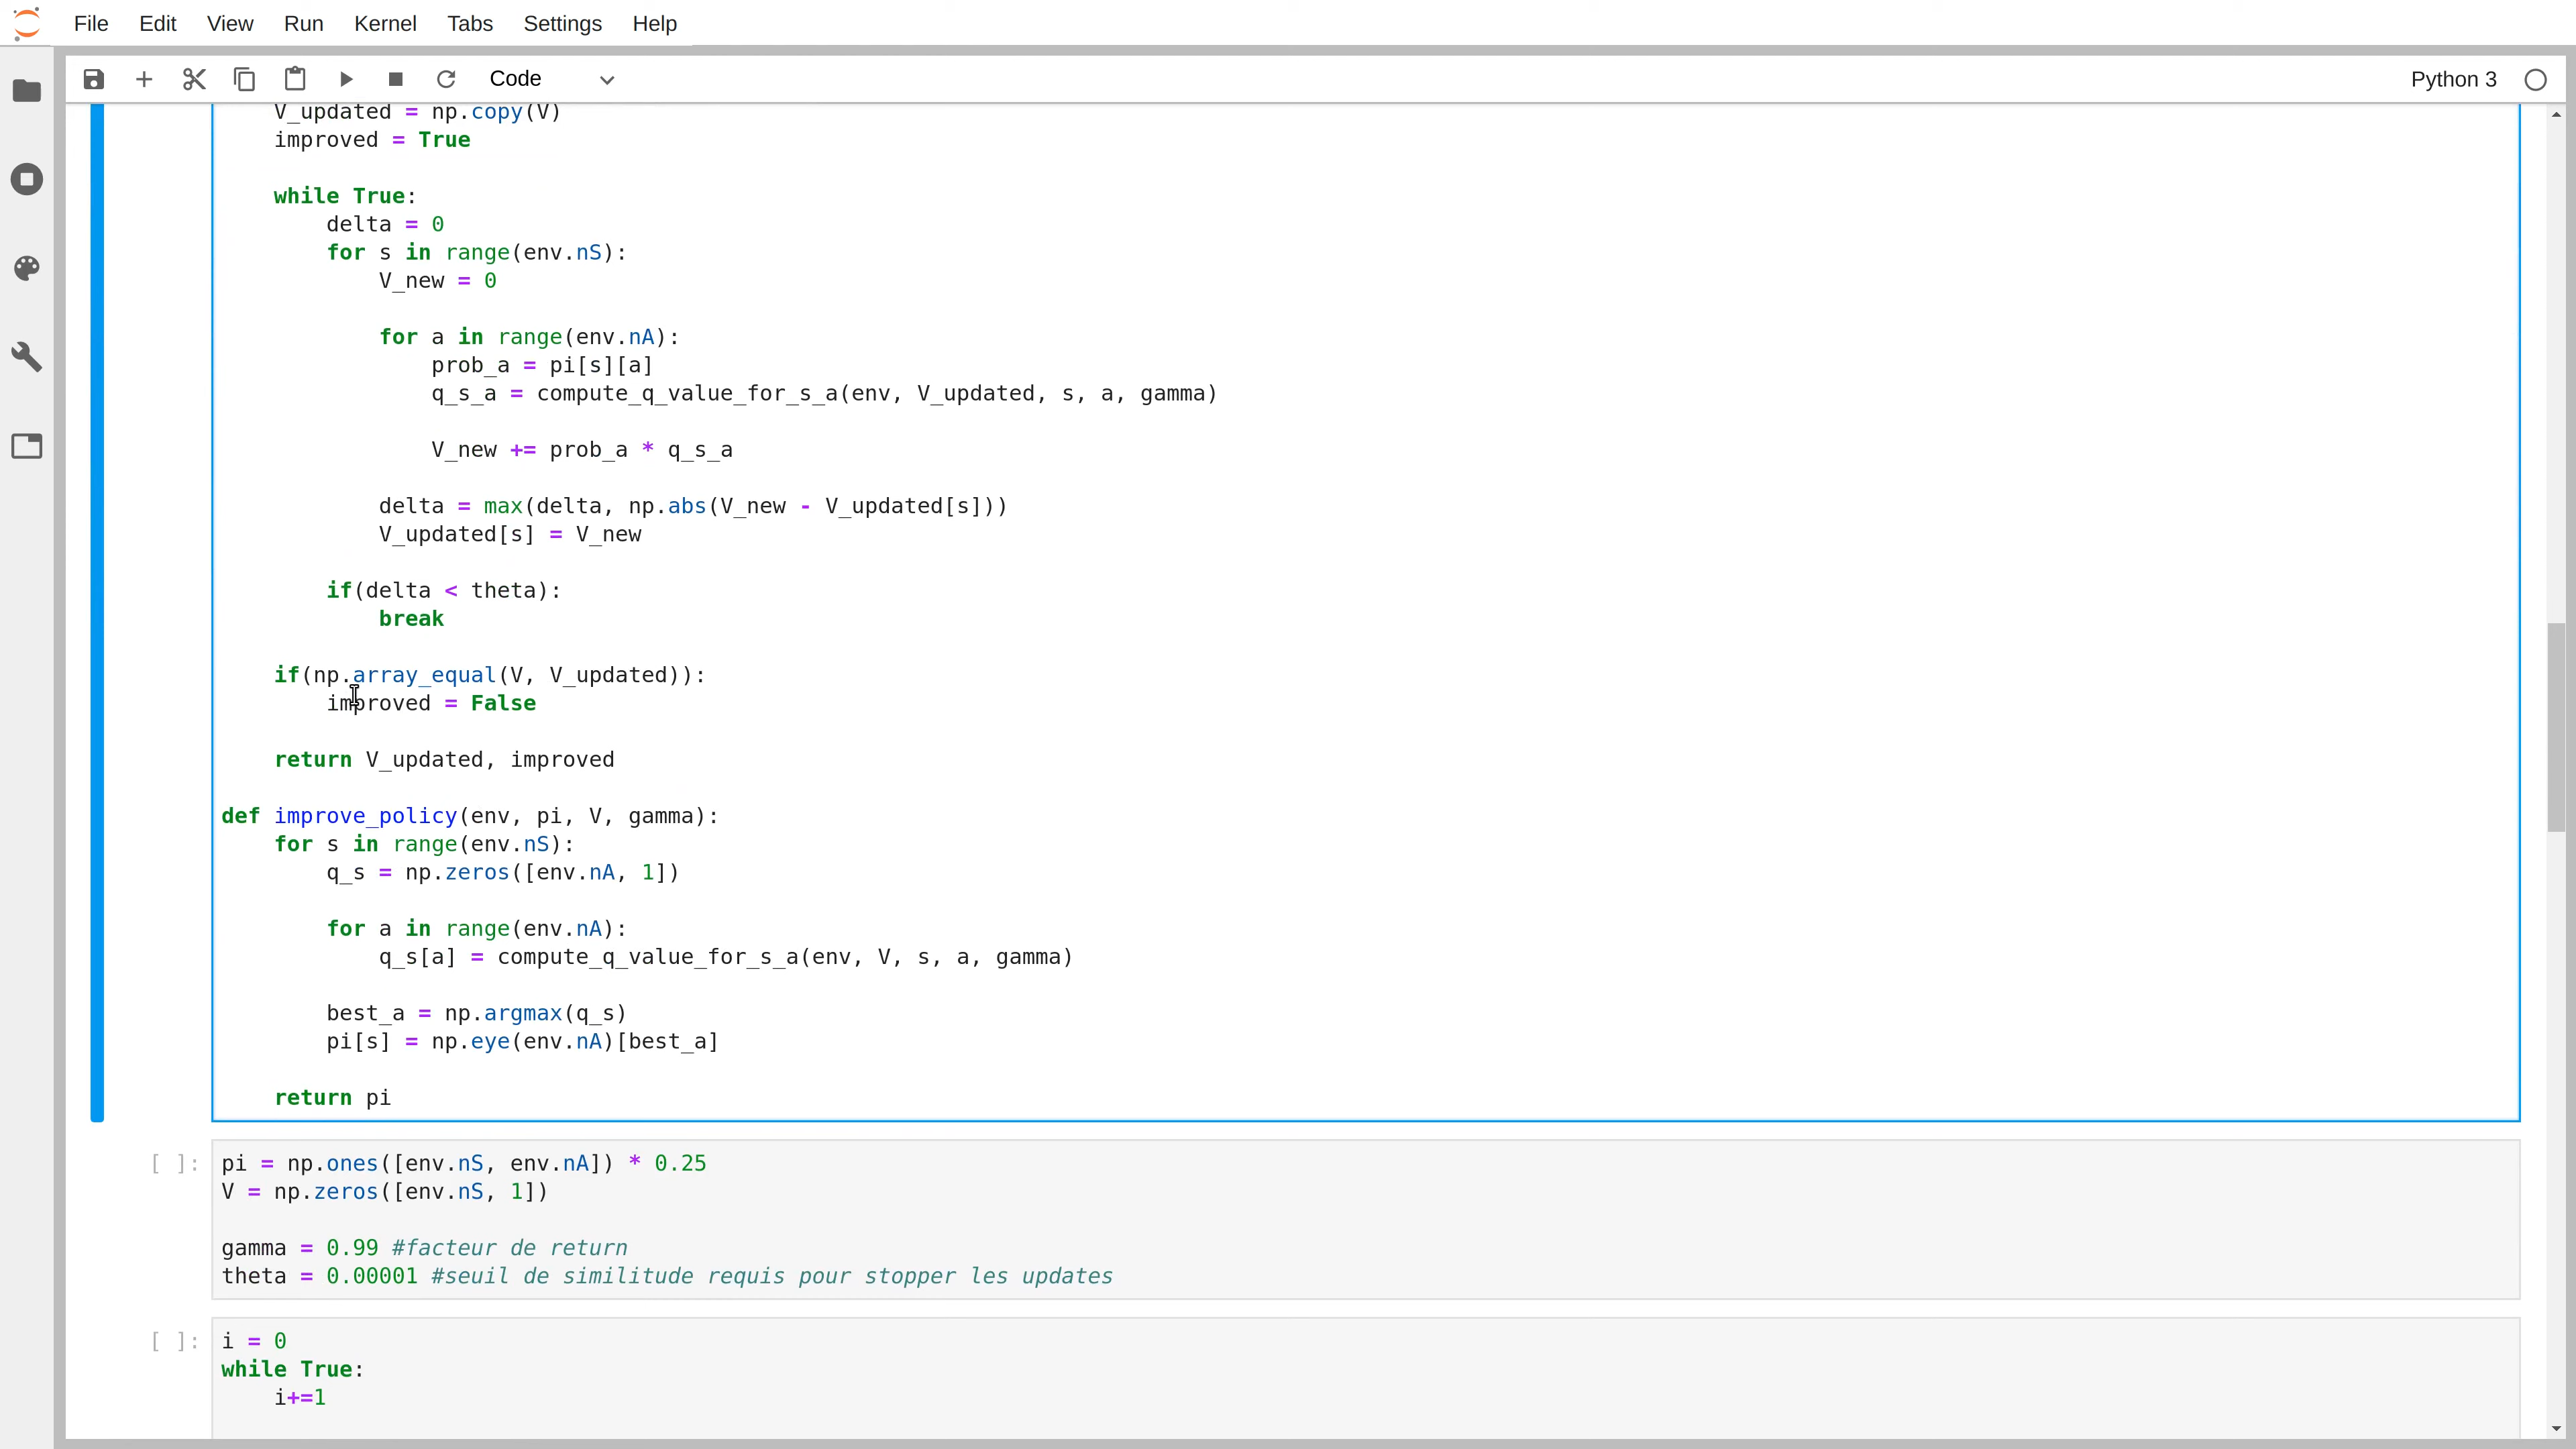 File Edit View Run Kernel Tabs Settings Help
Code Python 3
V_updated = np.copy(V)
improved = True
while True:
delta = 0
for s in range(env.nS):
V_new = 0
for a in range(env.nA):
prob_a = pi[s][a]
q_s_a = compute_q_value_for_s_a(env, V_updated, s, a, gamma)
V_new += prob_a * q_s_a
delta = max(delta, np.abs(V_new - V_updated[s]))
V_updated[s] = V_new
if(delta < theta):
break
if(np.array_equal(V, V_updated)):
improved = False
return V_updated, improved
def improve_policy(env, pi, V, gamma):
for s in range(env.nS):
q_s = np.zeros([env.nA, 1])
for a in range(env.nA):
q_s[a] = compute_q_value_for_s_a(env, V, s, a, gamma)
best_a = np.argmax(q_s)
pi[s] = np.eye(env.nA)[best_a]
return pi
[ ]: pi = np.ones([env.nS, env.nA]) * 0.25
V = np.zeros([env.nS, 1])
gamma = 0.99 #facteur de return
theta = 0.00001 #seuil de similitude requis pour stopper les updates
[ ]: i = 0
while True:
i+=1